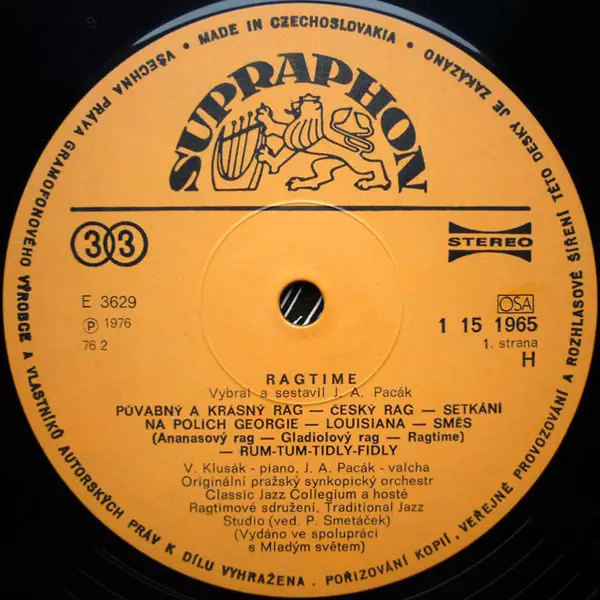 VŠECHNA PRÁVA GRAMOFONOVÉHO VÝROBCE A VLASTNÍKŮ AUTORSKÝCH PRÁV K DÍLU VYHRAŽENA . POŘIZOVÁNÍ KOPIÍ, VEŘEJNÉ PROVOZOVÁNÍ A ROZHLASOVÉ ŠÍŘENÍ TÉTO DESKY JE ZAKÁZÁNO
• MADE IN CZECHOSLOVAKIA •
SUPRAPHON
33
STEREO
E 3629
℗ 1976
76 2
OSA
1 15 1965
1. strana
H
RAGTIME
Vybral a sestavil J. A. Pacák
PŮVABNÝ A KRÁSNÝ RAG — ČESKÝ RAG — SETKÁNÍ
NA POLÍCH GEORGIE — LOUISIANA — SMĚS
(Ananasový rag — Gladiolový rag — Ragtime)
— RUM-TUM-TIDLY-FIDLY
V. Klusák - piano, J. A. Pacák - valcha
Originální pražský synkopický orchestr
Classic Jazz Collegium a hosté
Ragtimové sdružení, Traditional Jazz
Studio (ved. P. Smetáček)
(Vydáno ve spolupráci
s Mladým světem)